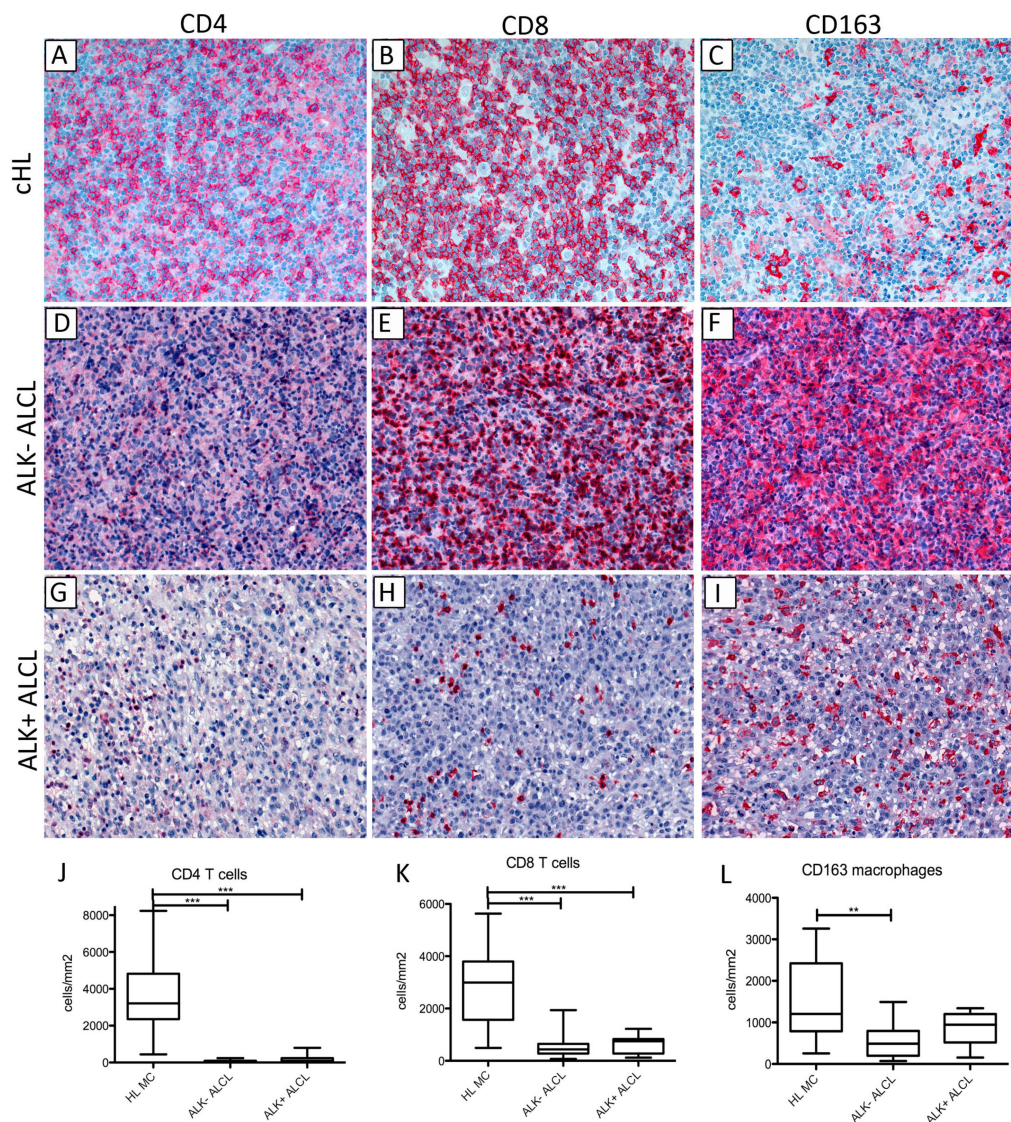 CD4
CD8
CD163
cHL
A
B
C
ALK- ALCL
D
E
F
ALK+ ALCL
G
H
I
J
CD4 T cells
***
***
cells/mm2
8000
6000
4000
2000
0
HL MC
ALK- ALCL
ALK+ ALCL
K
CD8 T cells
***
***
cells/mm2
6000
4000
2000
0
HL MC
ALK- ALCL
ALK+ ALCL
L
CD163 macrophages
**
cells/mm2
4000
3000
2000
1000
0
HL MC
ALK- ALCL
ALK+ ALCL